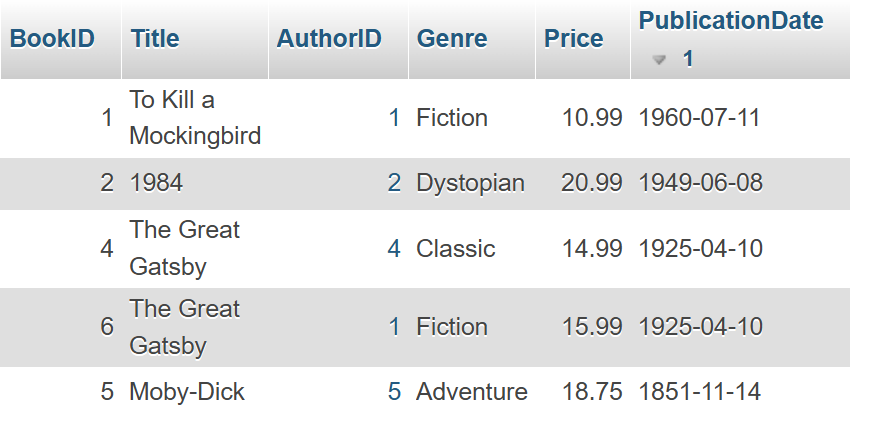 BookID Title AuthorID Genre Price PublicationDate
1
1 To Kill a Mockingbird 1 Fiction 10.99 1960-07-11
2 1984 2 Dystopian 20.99 1949-06-08
4 The Great Gatsby 4 Classic 14.99 1925-04-10
6 The Great Gatsby 1 Fiction 15.99 1925-04-10
5 Moby-Dick 5 Adventure 18.75 1851-11-14